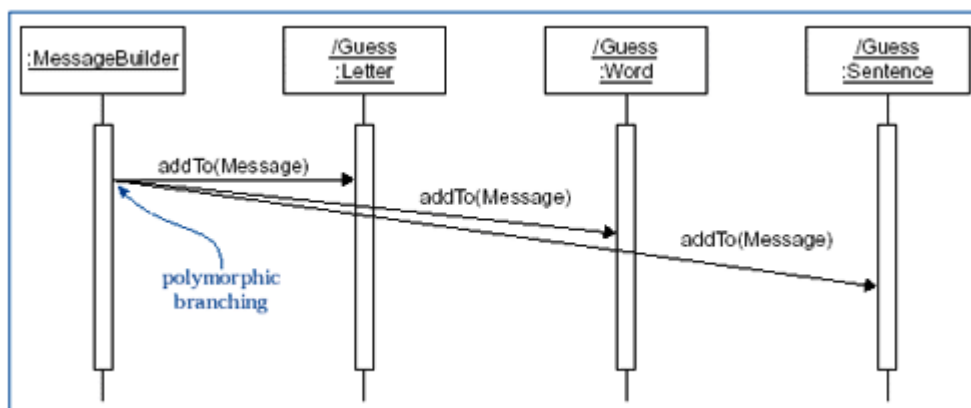 :MessageBuilder
/Guess
:Letter
/Guess
:Word
/Guess
:Sentence
addTo(Message)
addTo(Message)
addTo(Message)
polymorphic
branching